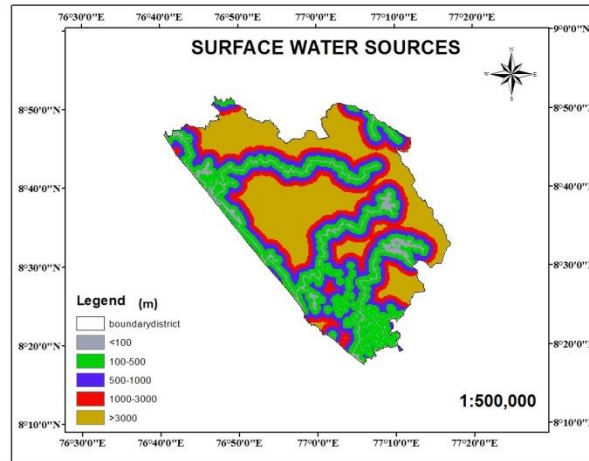 76°30'0"E 76°40'0"E 76°50'0"E 77°0'0"E 77°10'0"E 77°20'0"E
9°0'0"N
SURFACE WATER SOURCES
N
W E
S
8°50'0"N 8°50'0"N
8°40'0"N 8°40'0"N
8°30'0"N 8°30'0"N
Legend (m)
boundarydistrict
<100
8°20'0"N 100-500 8°20'0"N
500-1000
1000-3000 1:500,000
>3000
8°10'0"N 8°10'0"N
76°30'0"E 76°40'0"E 76°50'0"E 77°0'0"E 77°10'0"E 77°20'0"E